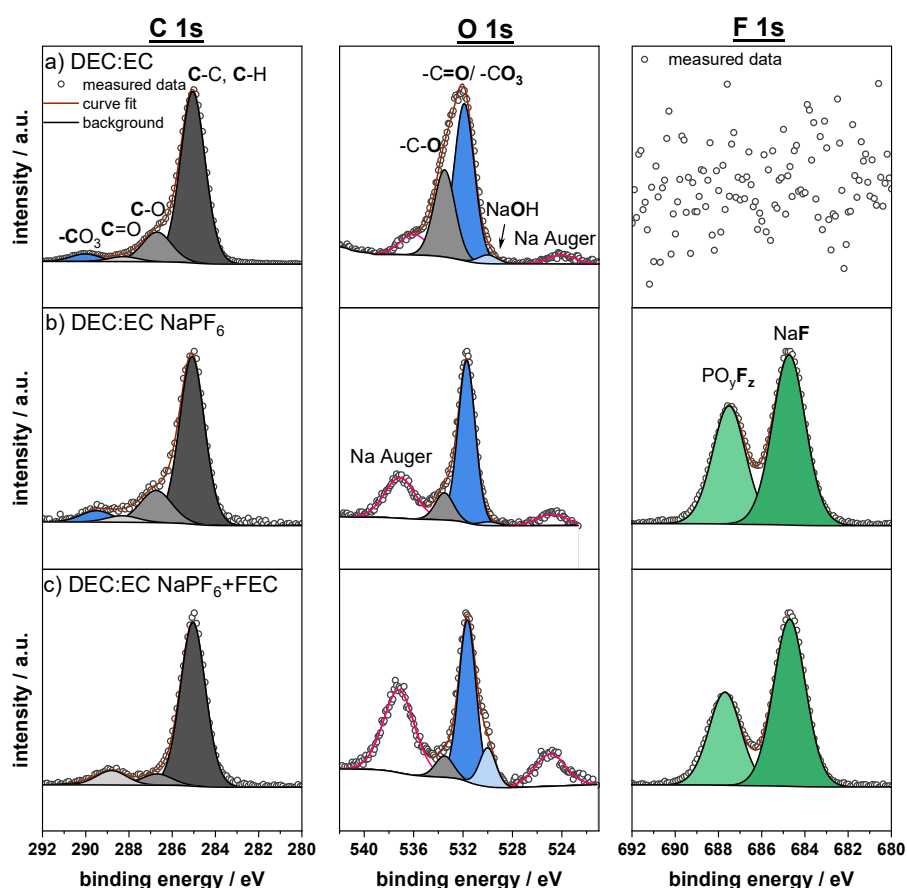 C 1s
O 1s
F 1s
a) DEC:EC
measured data
curve fit
background
C-C, C-H
C-O
C=O
-CO₃
-C=O/ -CO₃
-C-O
NaOH
Na Auger
measured data
intensity / a.u.
b) DEC:EC NaPF₆
Na Auger
POyFz
NaF
intensity / a.u.
c) DEC:EC NaPF₆+FEC
intensity / a.u.
292 290 288 286 284 282 280
540 536 532 528 524
692 690 688 686 684 682 680
binding energy / eV
binding energy / eV
binding energy / eV